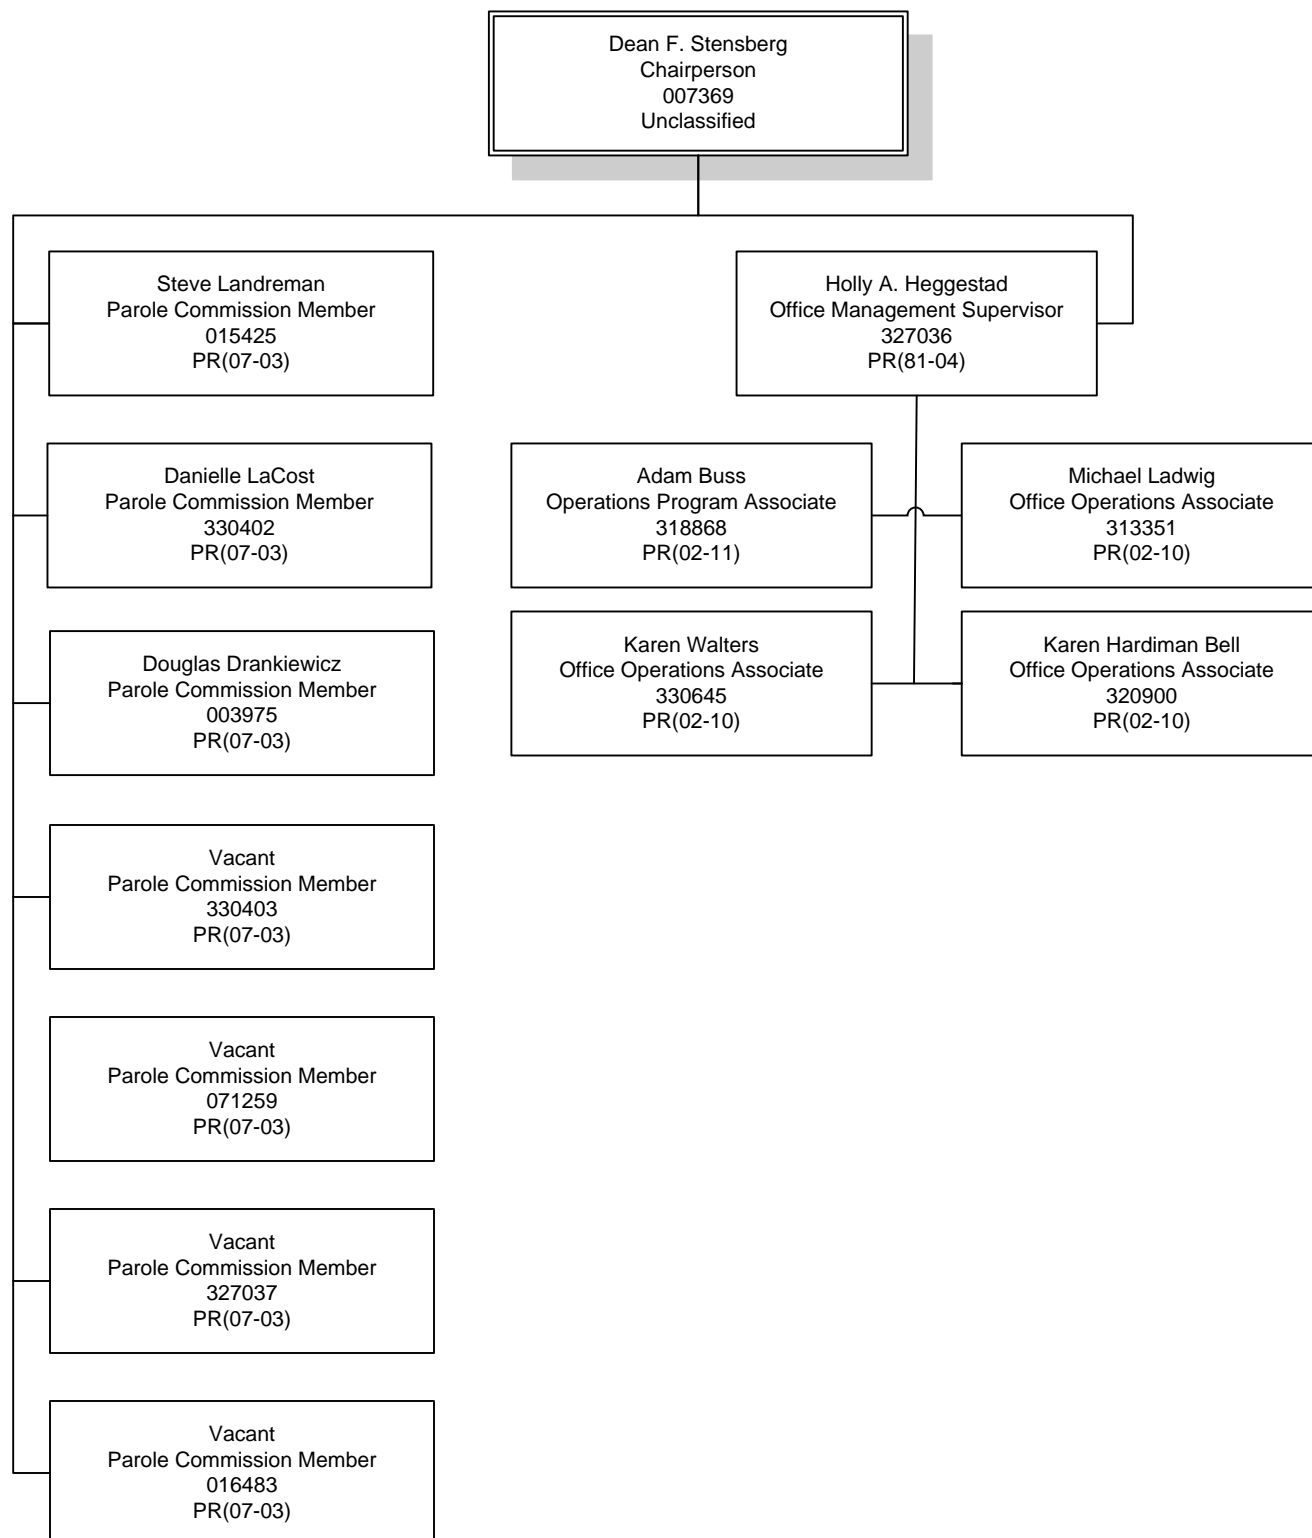 Dean F. Stensberg
Chairperson
007369
Unclassified
Steve Landreman
Parole Commission Member
015425
PR(07-03)
Holly A. Heggestad
Office Management Supervisor
327036
PR(81-04)
Danielle LaCost
Parole Commission Member
330402
PR(07-03)
Adam Buss
Operations Program Associate
318868
PR(02-11)
Michael Ladwig
Office Operations Associate
313351
PR(02-10)
Douglas Drankiewicz
Parole Commission Member
003975
PR(07-03)
Karen Walters
Office Operations Associate
330645
PR(02-10)
Karen Hardiman Bell
Office Operations Associate
320900
PR(02-10)
Vacant
Parole Commission Member
330403
PR(07-03)
Vacant
Parole Commission Member
071259
PR(07-03)
Vacant
Parole Commission Member
327037
PR(07-03)
Vacant
Parole Commission Member
016483
PR(07-03)